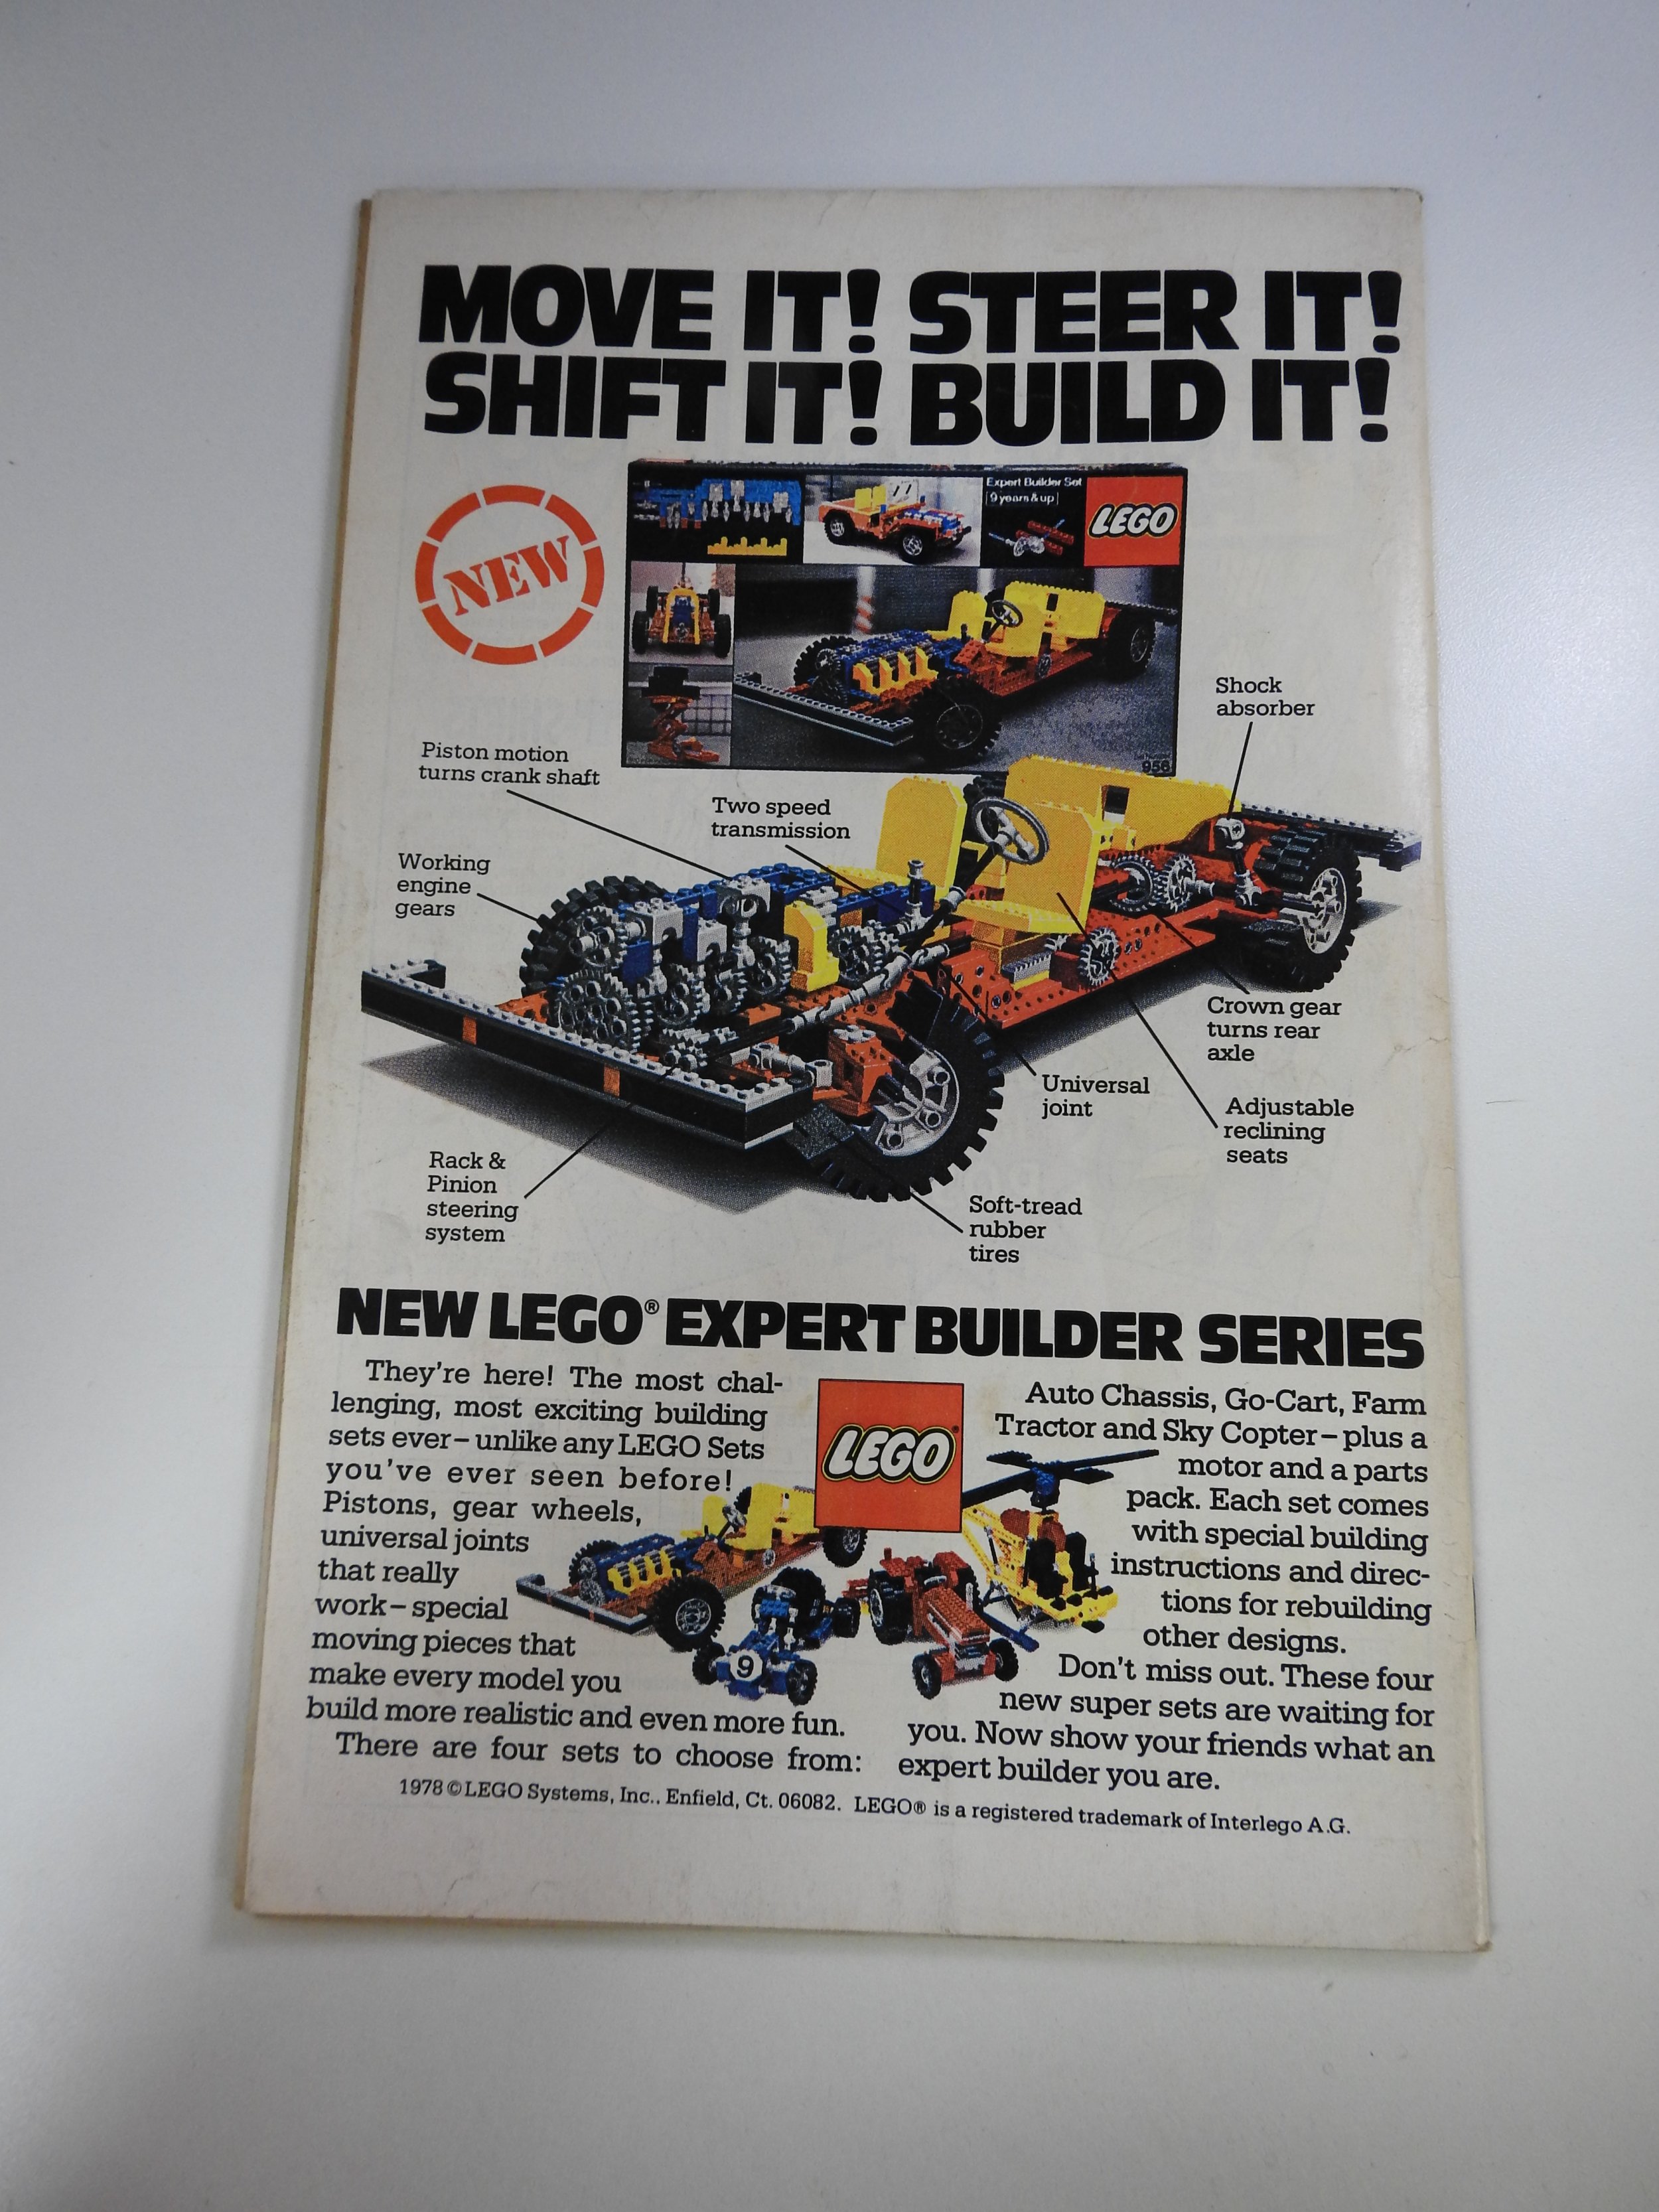 MOVE IT! STEER IT!
SHIFT IT! BUILD IT!
NEW
Expert Builder Set
9 years & up
LEGO
956
Shock
absorber
Piston motion
turns crank shaft
Two speed
transmission
Working
engine
gears
Crown gear
turns rear
axle
Universal
joint
Adjustable
reclining
seats
Rack &
Pinion
steering
system
Soft-tread
rubber
tires
NEW LEGO® EXPERT BUILDER SERIES
They're here! The most chal-
lenging, most exciting building
sets ever – unlike any LEGO Sets
you've ever seen before!
Pistons, gear wheels,
universal joints
that really
work – special
moving pieces that
make every model you
build more realistic and even more fun.
There are four sets to choose from:
LEGO®
9
Auto Chassis, Go-Cart, Farm
Tractor and Sky Copter – plus a
motor and a parts
pack. Each set comes
with special building
instructions and direc-
tions for rebuilding
other designs.
Don't miss out. These four
new super sets are waiting for
you. Now show your friends what an
expert builder you are.
1978 © LEGO Systems, Inc., Enfield, Ct. 06082. LEGO® is a registered trademark of Interlego A.G.